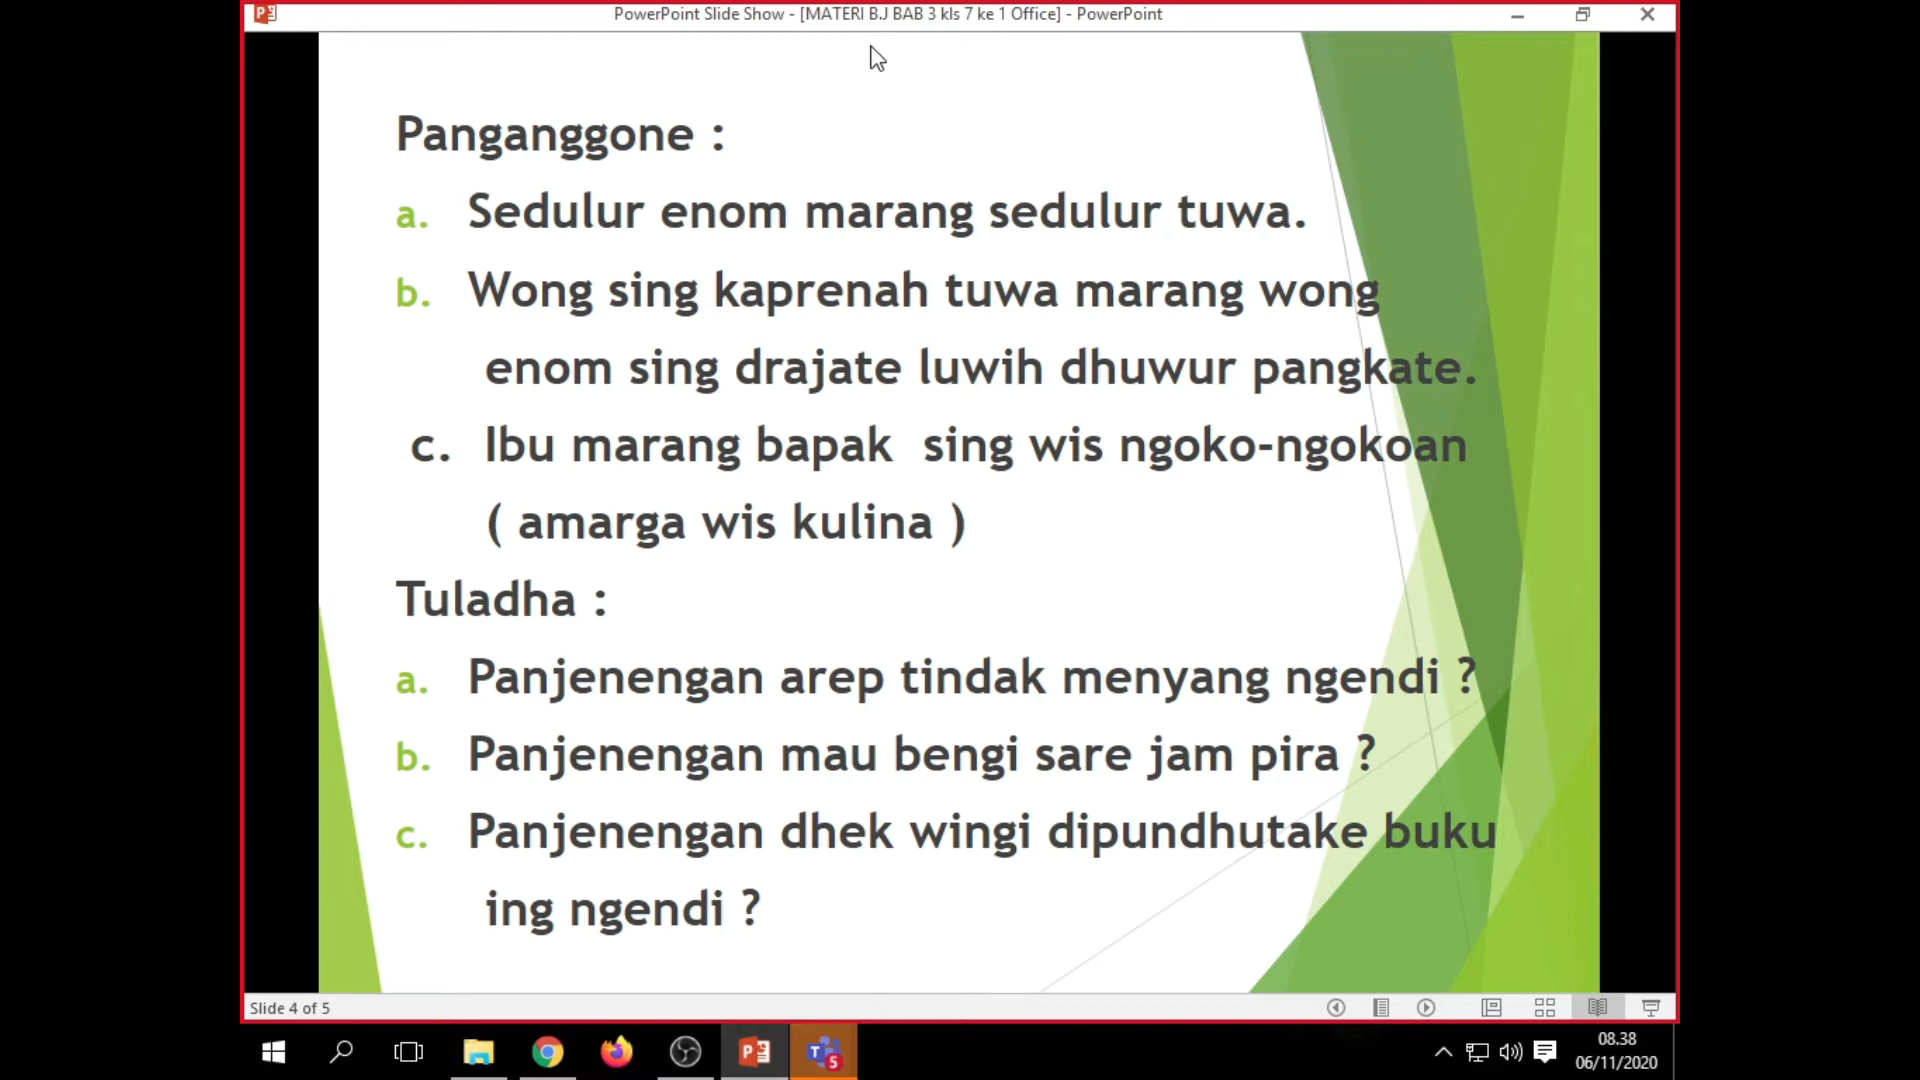 PowerPoint Slide Show - [MATERI B.J BAB 3 kls 7 ke 1 Office] - PowerPoint
Panganggone :
a. Sedulur enom marang sedulur tuwa.
b. Wong sing kaprenah tuwa marang wong
enom sing drajate luwih dhuwur pangkate.
c. Ibu marang bapak sing wis ngoko-ngokoan
( amarga wis kulina )
Tuladha :
a. Panjenengan arep tindak menyang ngendi ?
b. Panjenengan mau bengi sare jam pira ?
c. Panjenengan dhek wingi dipundhutake buku
ing ngendi ?
Slide 4 of 5
08.38
06/11/2020